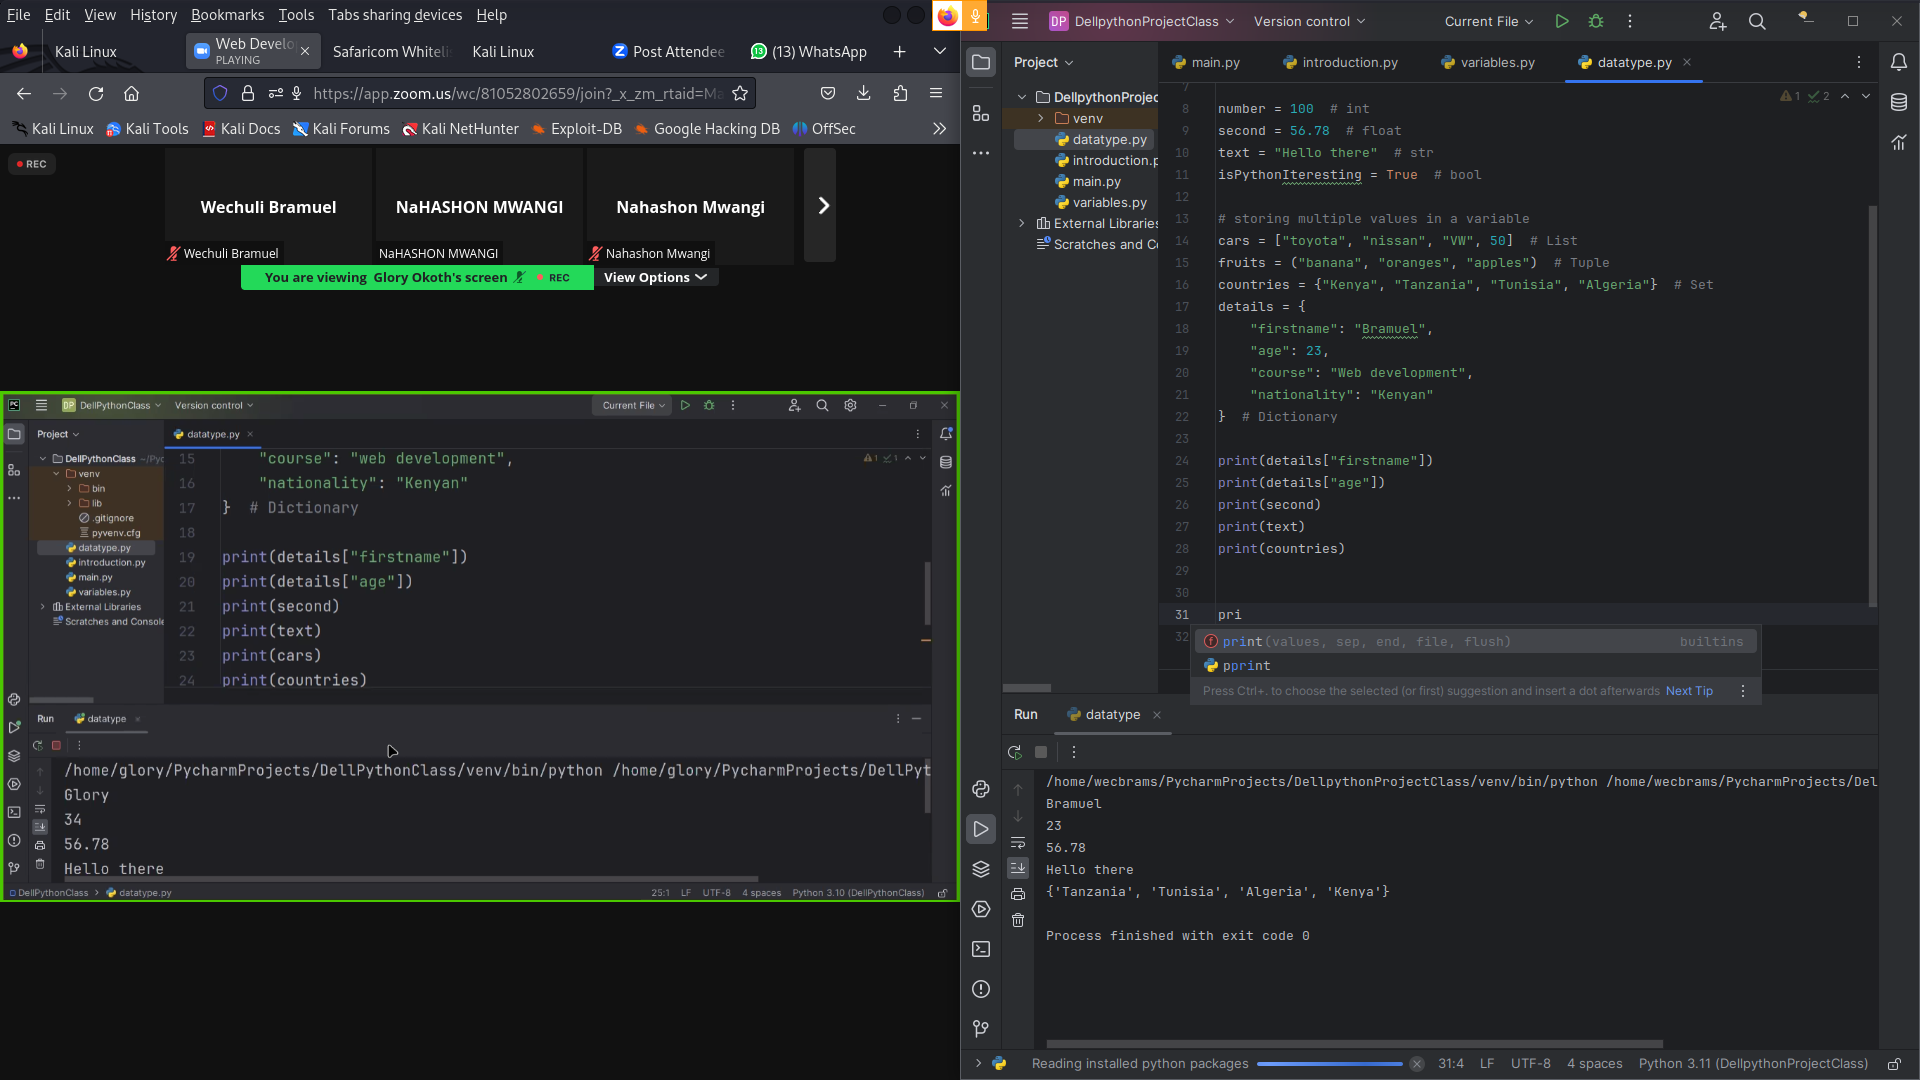 File Edit View History Bookmarks Tools Tabs sharing devices Help
Kali Linux
Web Develo
PLAYING
Safaricom Whiteli
Kali Linux
Post Attendee
(13) WhatsApp
https://app.zoom.us/wc/81052802659/join?_x_zm_rtaid=Ma
Kali Linux Kali Tools Kali Docs Kali Forums Kali NetHunter Exploit-DB Google Hacking DB OffSec
REC
Wechuli Bramuel
NaHASHON MWANGI
Nahashon Mwangi
Wechuli Bramuel
NaHASHON MWANGI
Nahashon Mwangi
You are viewing Glory Okoth's screen REC
View Options
PC DP DellPythonClass Version control Current File
Project
datatype.py
DellPythonClass ~/Pyc
venv
bin
lib
.gitignore
pyvenv.cfg
datatype.py
introduction.py
main.py
variables.py
External Libraries
Scratches and Console
15 "course": "web development",
16 "nationality": "Kenyan"
17 } # Dictionary
18
19 print(details["firstname"])
20 print(details["age"])
21 print(second)
22 print(text)
23 print(cars)
24 print(countries)
1 1
Run datatype
/home/glory/PycharmProjects/DellPythonClass/venv/bin/python /home/glory/PycharmProjects/DellPyt
Glory
34
56.78
Hello there
DellPythonClass datatype.py
25:1 LF UTF-8 4 spaces Python 3.10 (DellPythonClass)
DP DellpythonProjectClass Version control Current File
Project
main.py introduction.py variables.py datatype.py
DellpythonProjec
venv
datatype.py
introduction.p
main.py
variables.py
External Libraries
Scratches and Co
1 2
7
8 number = 100 # int
9 second = 56.78 # float
10 text = "Hello there" # str
11 isPythonIteresting = True # bool
12
13 # storing multiple values in a variable
14 cars = ["toyota", "nissan", "VW", 50] # List
15 fruits = ("banana", "oranges", "apples") # Tuple
16 countries = {"Kenya", "Tanzania", "Tunisia", "Algeria"} # Set
17 details = {
18 "firstname": "Bramuel",
19 "age": 23,
20 "course": "Web development",
21 "nationality": "Kenyan"
22 } # Dictionary
23
24 print(details["firstname"])
25 print(details["age"])
26 print(second)
27 print(text)
28 print(countries)
29
30
31 pri
32
print(values, sep, end, file, flush) builtins
pprint
Press Ctrl+. to choose the selected (or first) suggestion and insert a dot afterwards Next Tip
Run datatype
/home/wecbrams/PycharmProjects/DellpythonProjectClass/venv/bin/python /home/wecbrams/PycharmProjects/Del
Bramuel
23
56.78
Hello there
{'Tanzania', 'Tunisia', 'Algeria', 'Kenya'}
Process finished with exit code 0
Reading installed python packages 31:4 LF UTF-8 4 spaces Python 3.11 (DellpythonProjectClass)